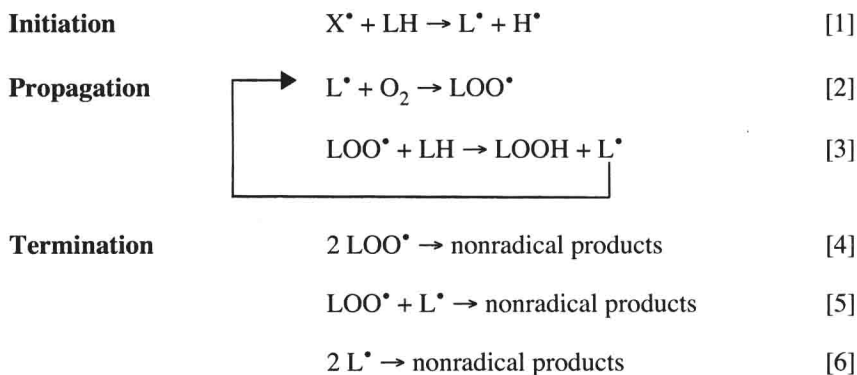 Initiation X• + LH → L• + H• [1]
Propagation L• + O₂ → LOO• [2]
LOO• + LH → LOOH + L• [3]
Termination 2 LOO• → nonradical products [4]
LOO• + L• → nonradical products [5]
2 L• → nonradical products [6]